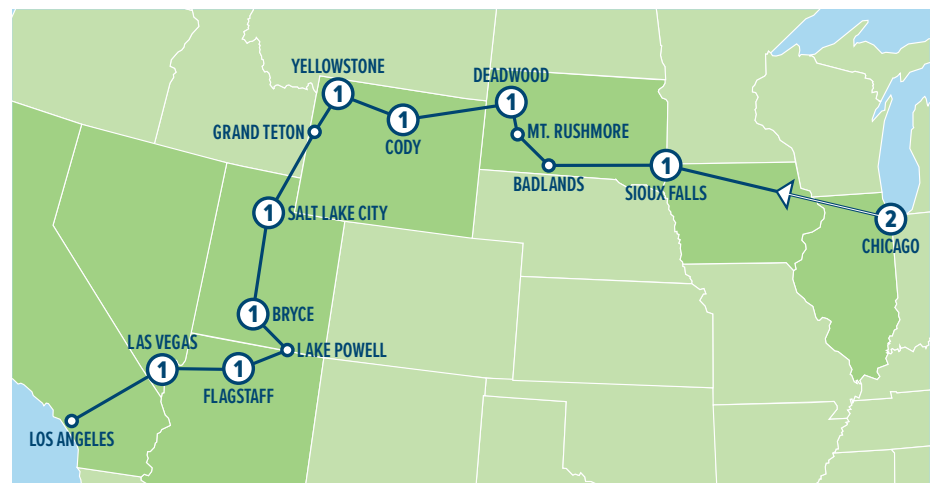 YELLOWSTONE
1
DEADWOOD
1
GRAND TETON
1
CODY
MT. RUSHMORE
BADLANDS
1
SIOUX FALLS
1
SALT LAKE CITY
2
CHICAGO
1
BRYCE
LAS VEGAS
1
LAKE POWELL
1
FLAGSTAFF
LOS ANGELES